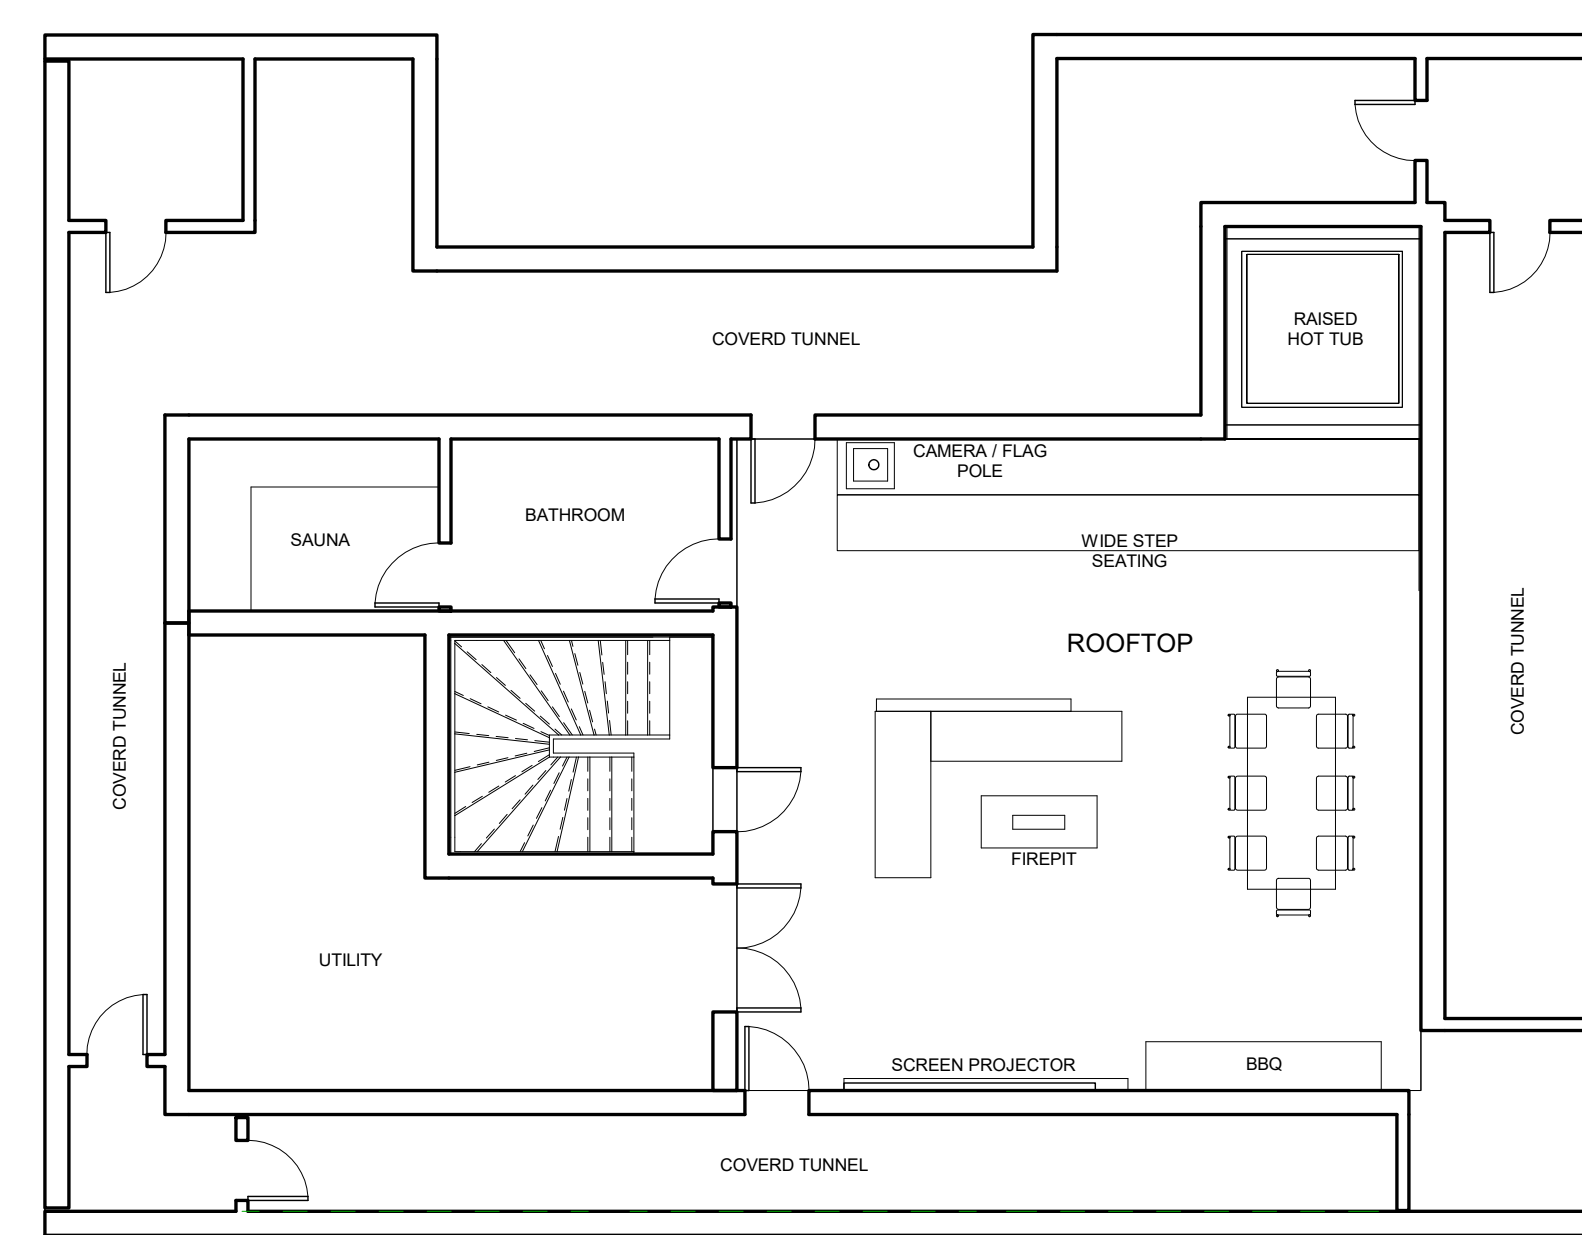 COVERD TUNNEL
RAISED
HOT TUB
CAMERA / FLAG
POLE
SAUNA
BATHROOM
WIDE STEP
SEATING
ROOFTOP
COVERD TUNNEL
COVERD TUNNEL
FIREPIT
UTILITY
SCREEN PROJECTOR
BBQ
COVERD TUNNEL